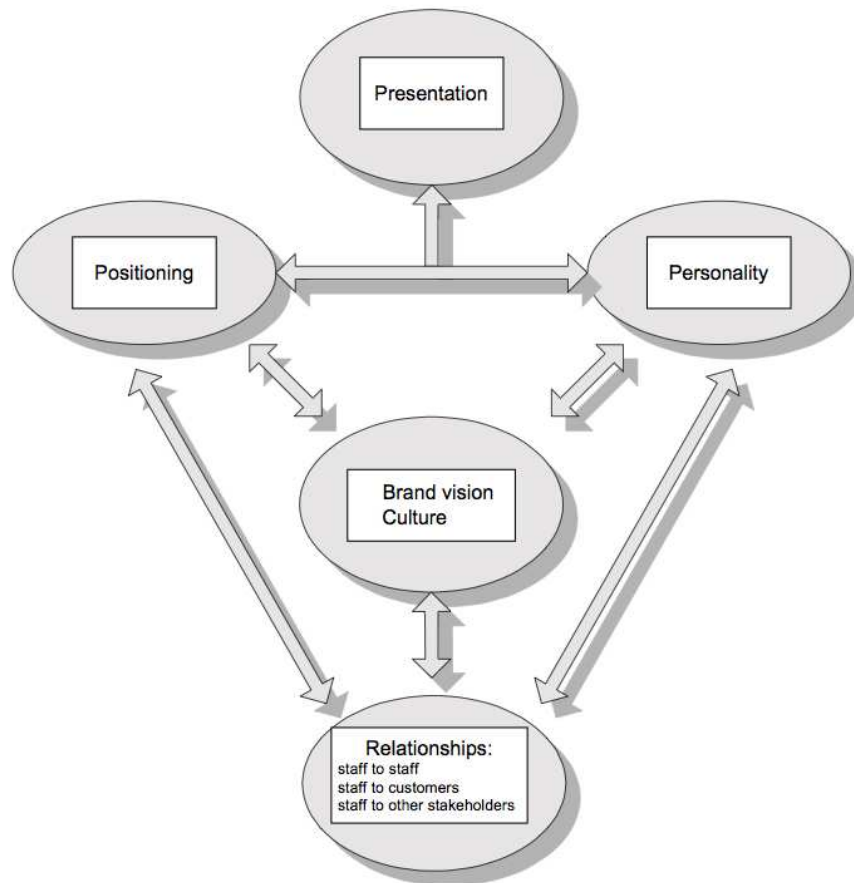 Presentation
Positioning
Personality
Brand vision
Culture
Relationships:
staff to staff
staff to customers
staff to other stakeholders